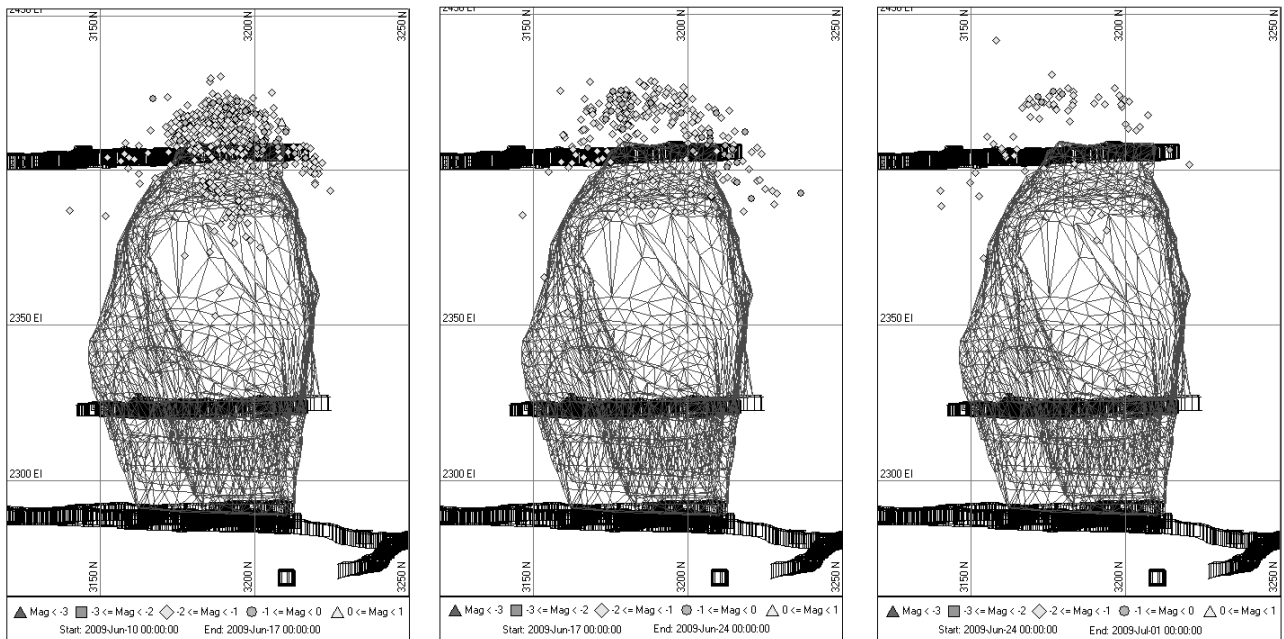 2450 El
3150 N
3200 N
3250 N
2350 El
2300 El
3150 N
3200 N
3250 N
Mag < -3 -3 <= Mag < -2 -2 <= Mag < -1 -1 <= Mag < 0 0 <= Mag < 1
Start: 2009-Jun-10 00:00:00 End: 2009-Jun-17 00:00:00
2450 El
3150 N
3200 N
3250 N
2350 El
2300 El
3150 N
3200 N
3250 N
Mag < -3 -3 <= Mag < -2 -2 <= Mag < -1 -1 <= Mag < 0 0 <= Mag < 1
Start: 2009-Jun-17 00:00:00 End: 2009-Jun-24 00:00:00
2450 El
3150 N
3200 N
3250 N
2350 El
2300 El
3150 N
3200 N
3250 N
Mag < -3 -3 <= Mag < -2 -2 <= Mag < -1 -1 <= Mag < 0 0 <= Mag < 1
Start: 2009-Jun-24 00:00:00 End: 2009-Jul-01 00:00:00